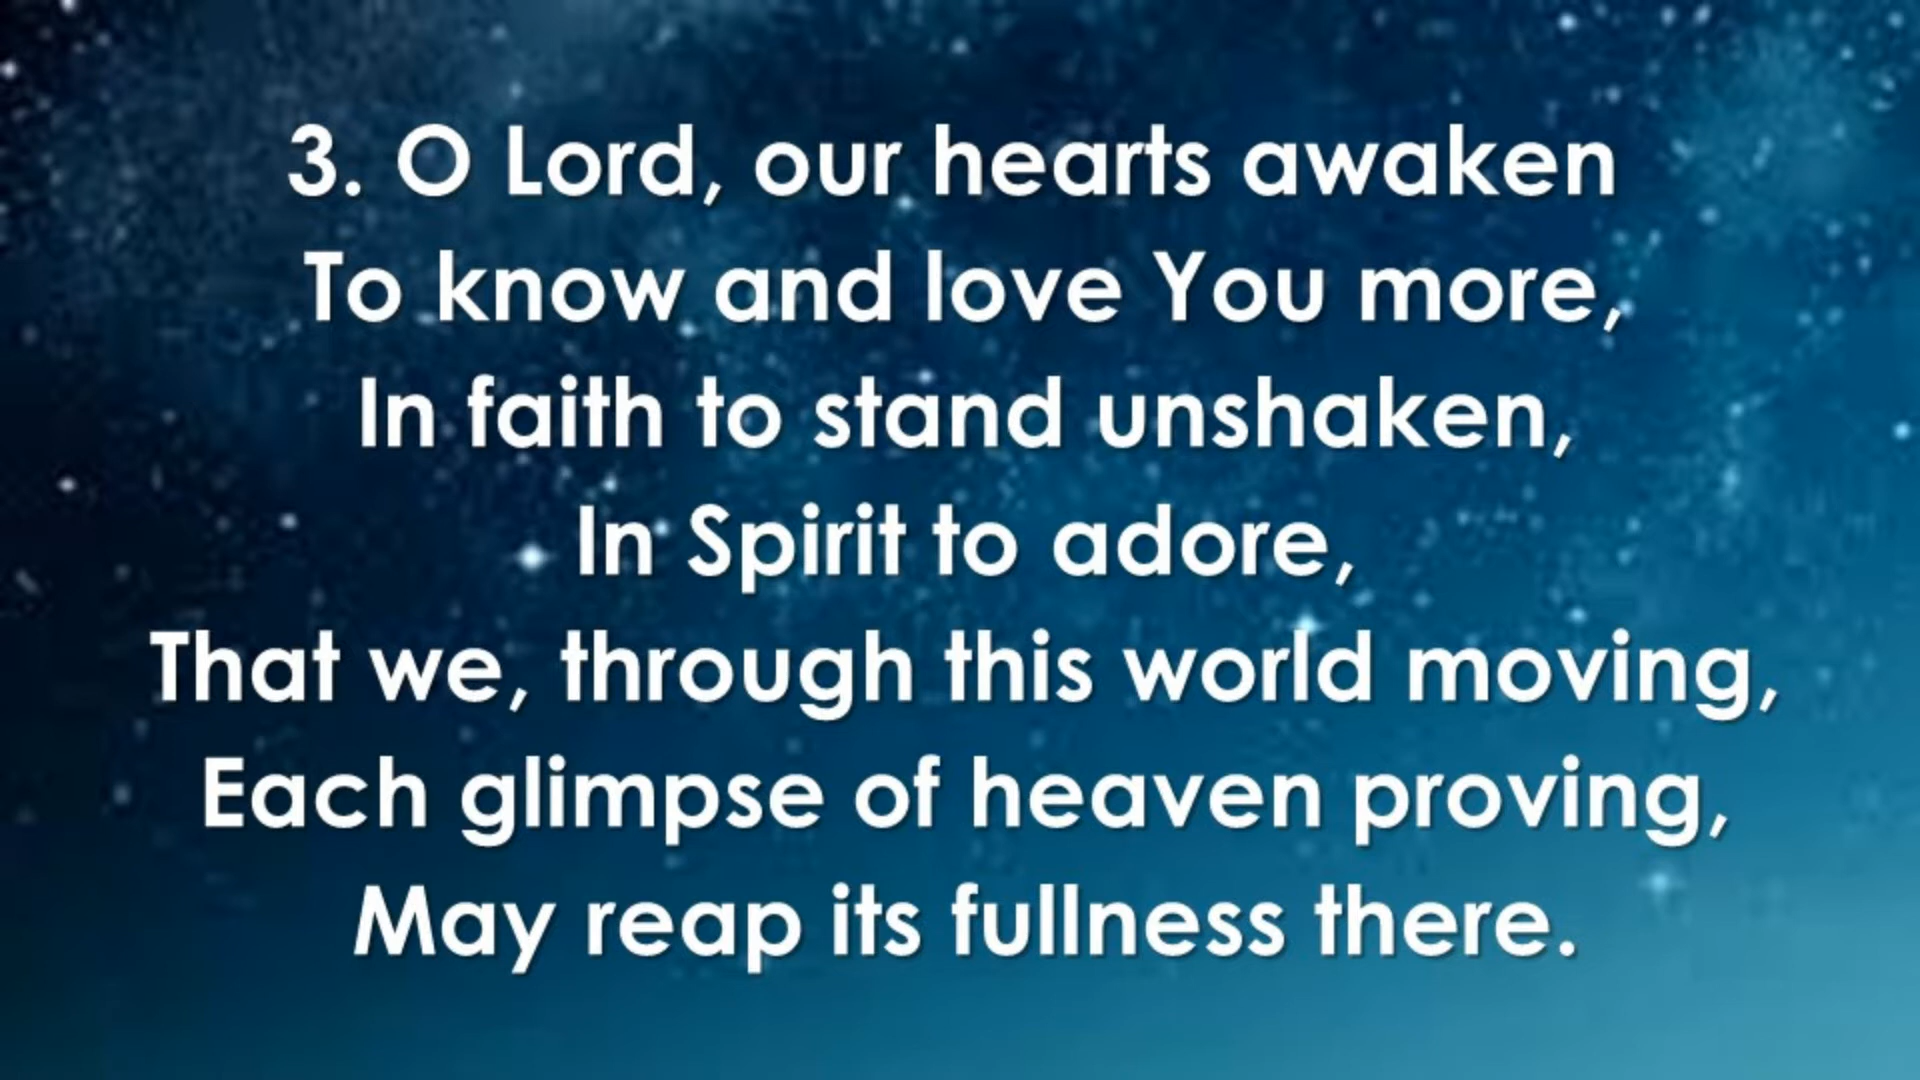 3. O Lord, our hearts awaken
To know and love You more,
In faith to stand unshaken,
In Spirit to adore,
That we, through this world moving,
Each glimpse of heaven proving,
May reap its fullness there.